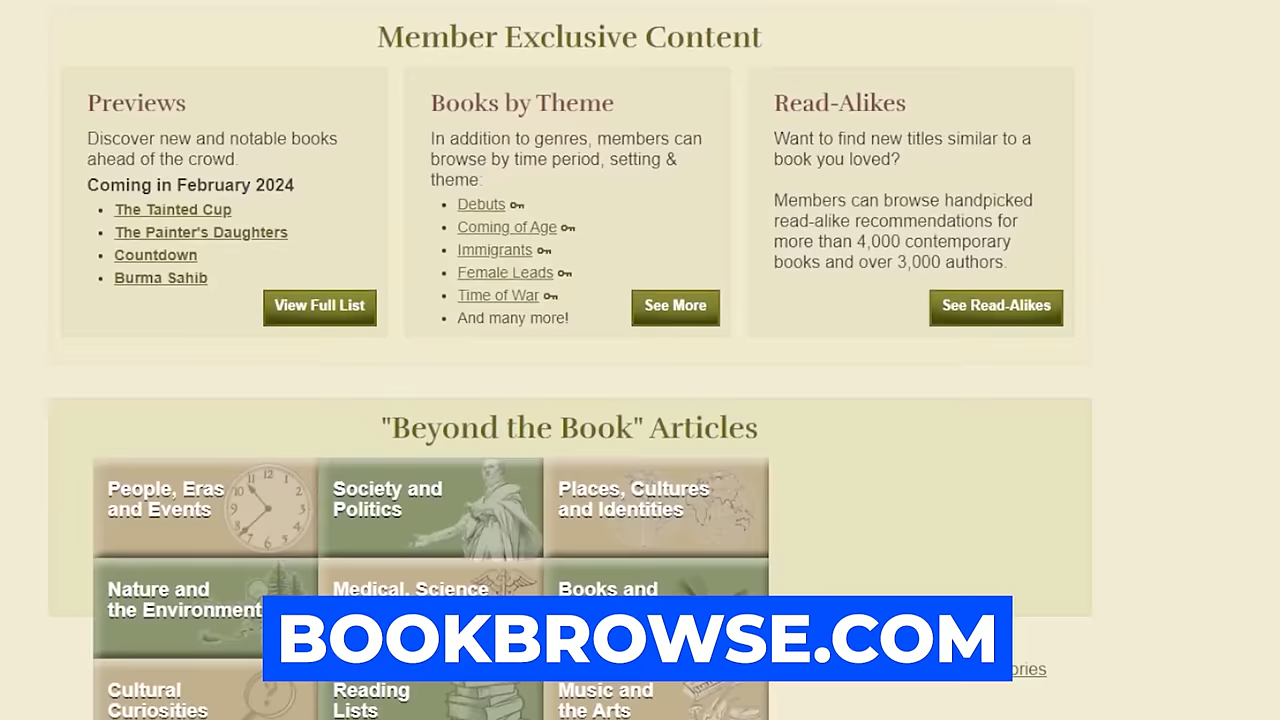 Member Exclusive Content
Previews
Discover new and notable books
ahead of the crowd.
Coming in February 2024
• The Tainted Cup
• The Painter's Daughters
• Countdown
• Burma Sahib
View Full List
Books by Theme
In addition to genres, members can
browse by time period, setting &
theme:
• Debuts
• Coming of Age
• Immigrants
• Female Leads
• Time of War
• And many more!
See More
Read-Alikes
Want to find new titles similar to a
book you loved?
Members can browse handpicked
read-alike recommendations for
more than 4,000 contemporary
books and over 3,000 authors.
See Read-Alikes
"Beyond the Book" Articles
People, Eras
and Events
Society and
Politics
Places, Cultures
and Identities
Nature and
the Environment
Medical, Science
Books and
BOOKBROWSE.COM
Cultural
Curiosities
Reading
Lists
Music and
the Arts